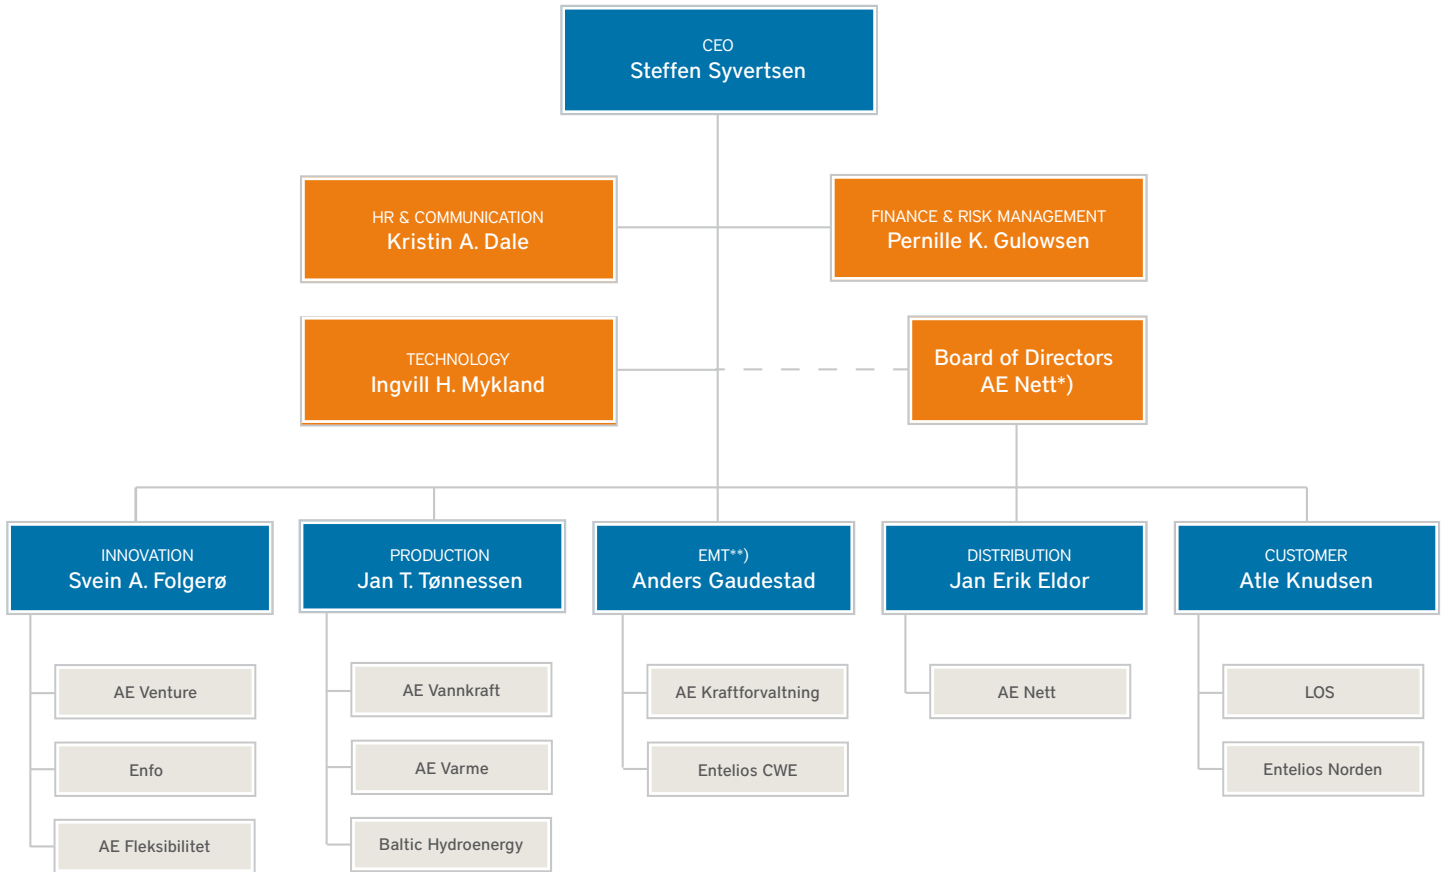 CEO
Steffen Syvertsen
HR & COMMUNICATION
Kristin A. Dale
FINANCE & RISK MANAGEMENT
Pernille K. Gulowsen
TECHNOLOGY
Ingvill H. Mykland
Board of Directors
AE Nett*)
INNOVATION
Svein A. Folgerø
PRODUCTION
Jan T. Tønnessen
EMT**)
Anders Gaudestad
DISTRIBUTION
Jan Erik Eldor
CUSTOMER
Atle Knudsen
AE Venture
Enfo
AE Fleksibilitet
AE Vannkraft
AE Varme
Baltic Hydroenergy
AE Kraftforvaltning
Entelios CWE
AE Nett
LOS
Entelios Norden